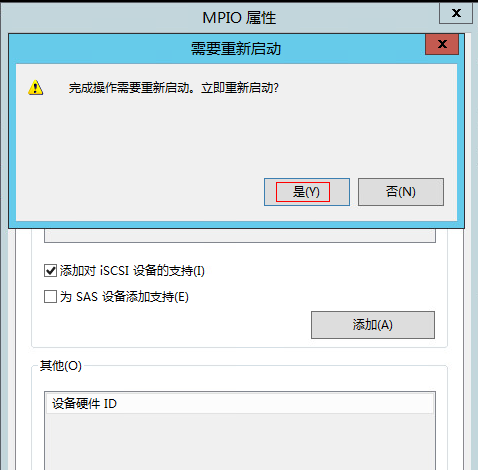 MPIO 属性
x
需要重新启动
x
完成操作需要重新启动。立即重新启动?
是(Y)
否(N)
添加对 iSCSI 设备的支持(I)
为 SAS 设备添加支持(E)
添加(A)
其他(O)
设备硬件 ID